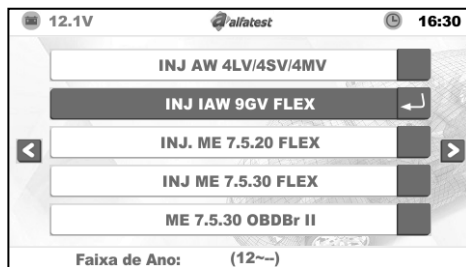 12.1V alfatest 16:30
INJ AW 4LV/4SV/4MV
INJ IAW 9GV FLEX
INJ. ME 7.5.20 FLEX
INJ ME 7.5.30 FLEX
ME 7.5.30 OBDBr II
Faixa de Ano: (12~--)